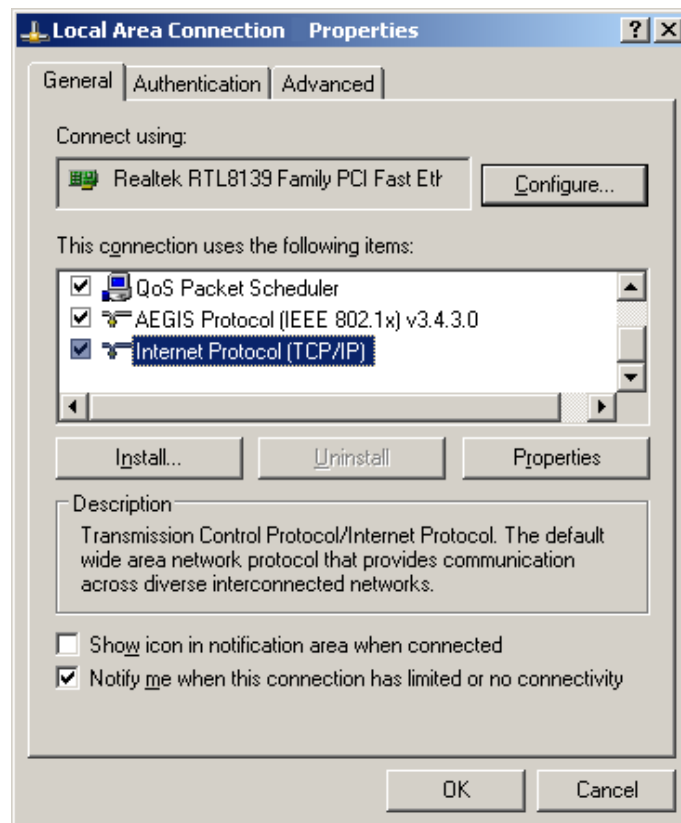 Local Area Connection Properties
General Authentication Advanced
Connect using:
Realtek RTL8139 Family PCI Fast Eth
Configure...
This connection uses the following items:
QoS Packet Scheduler
AEGIS Protocol (IEEE 802.1x) v3.4.3.0
Internet Protocol (TCP/IP)
Install... Uninstall Properties
Description
Transmission Control Protocol/Internet Protocol. The default
wide area network protocol that provides communication
across diverse interconnected networks.
Show icon in notification area when connected
Notify me when this connection has limited or no connectivity
OK Cancel